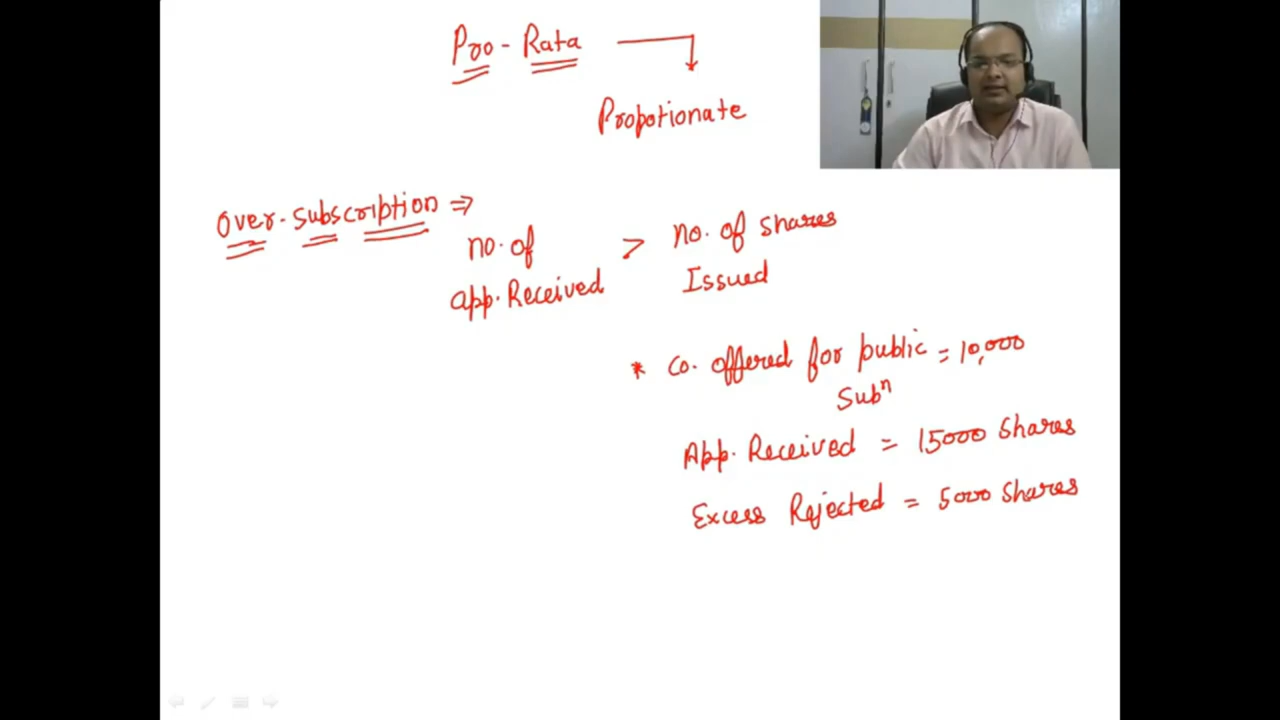 Pro-Rata
Propotionate
Over-Subscription ⇒
no. of > no. of shares
app. Received Issued
* Co. offered for public = 10,000
Subⁿ
App. Received = 15000 Shares
Excess Rejected = 5000 Shares